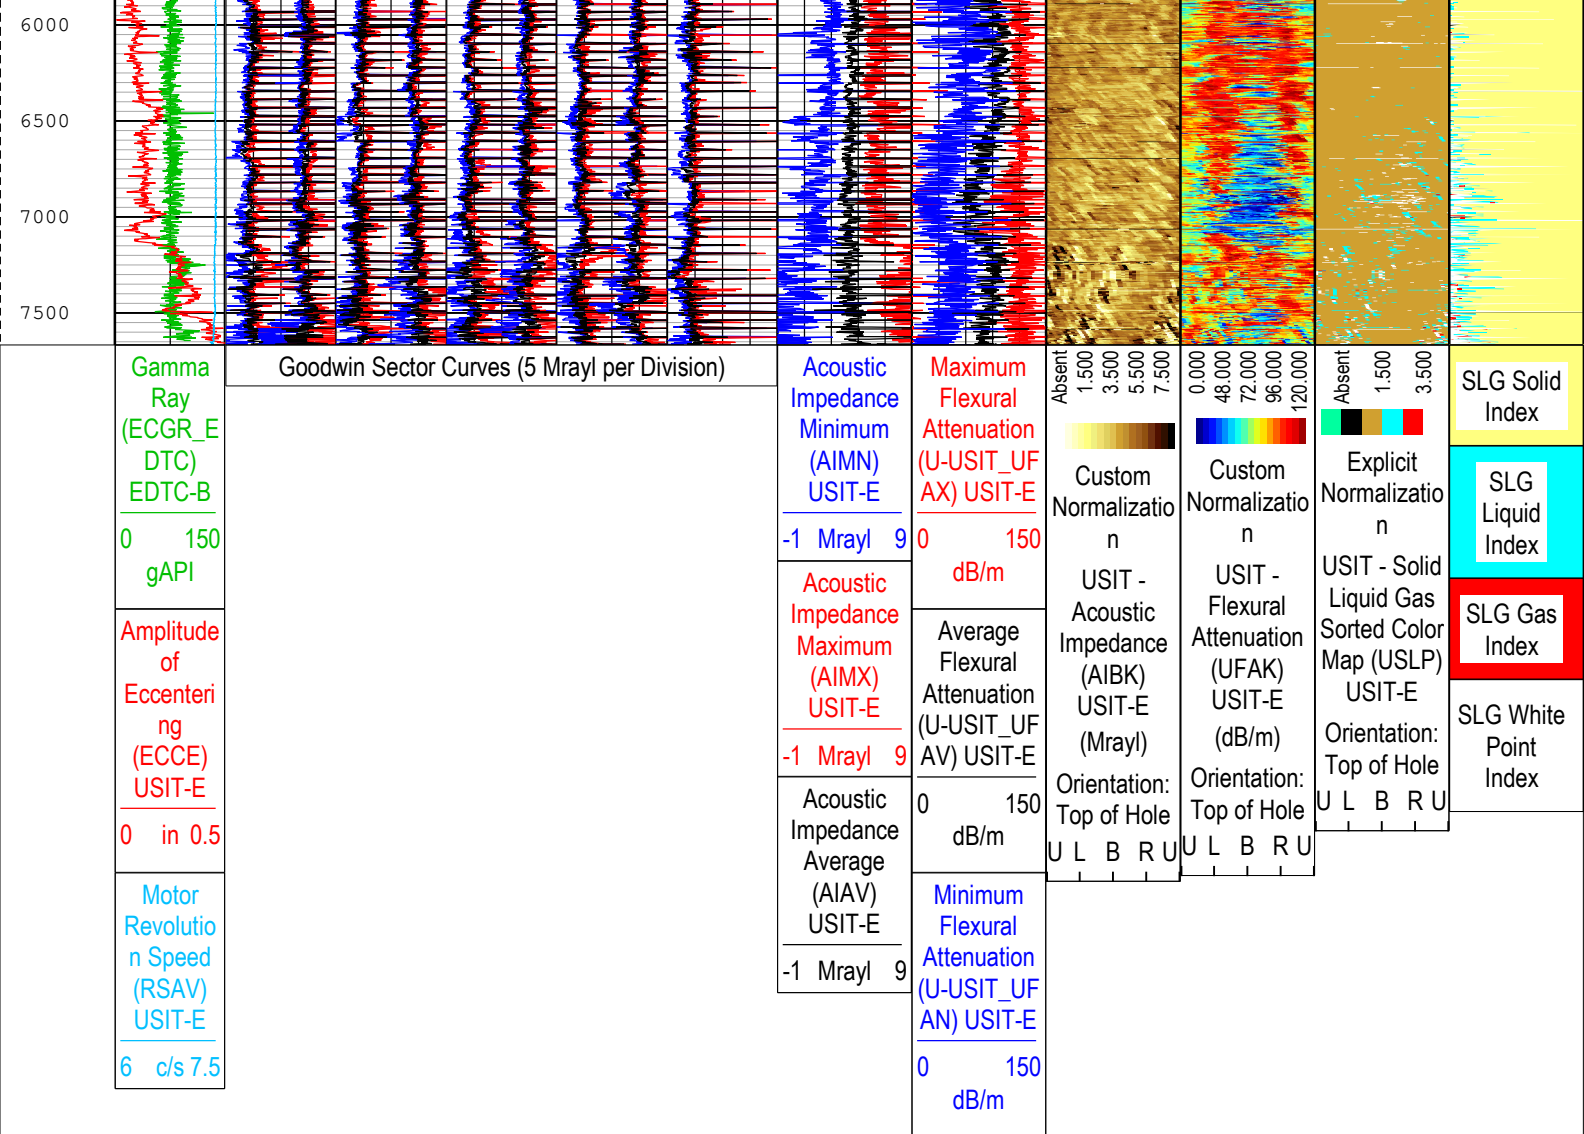 6000
6500
7000
7500
Gamma
Ray
(ECGR_E
DTC)
EDTC-B
0 150
gAPI
Amplitude
of
Eccenteri
ng
(ECCE)
USIT-E
0 in 0.5
Motor
Revolutio
n Speed
(RSAV)
USIT-E
6 c/s 7.5
Goodwin Sector Curves (5 Mrayl per Division)
Acoustic
Impedance
Minimum
(AIMN)
USIT-E
-1 Mrayl 9
Acoustic
Impedance
Maximum
(AIMX)
USIT-E
-1 Mrayl 9
Acoustic
Impedance
Average
(AIAV)
USIT-E
-1 Mrayl 9
Maximum
Flexural
Attenuation
(U-USIT_UF
AX) USIT-E
0 150
dB/m
Average
Flexural
Attenuation
(U-USIT_UF
AV) USIT-E
0 150
dB/m
Minimum
Flexural
Attenuation
(U-USIT_UF
AN) USIT-E
0 150
dB/m
Absent
1.500
3.500
5.500
7.500
Custom
Normalizatio
n
USIT -
Acoustic
Impedance
(AIBK)
USIT-E
(Mrayl)
Orientation:
Top of Hole
U L B R U
0.000
48.000
72.000
96.000
120.000
Custom
Normalizatio
n
USIT -
Flexural
Attenuation
(UFAK)
USIT-E
(dB/m)
Orientation:
Top of Hole
U L B R U
Absent
1.500
3.500
Explicit
Normalizatio
n
USIT - Solid
Liquid Gas
Sorted Color
Map (USLP)
USIT-E
Orientation:
Top of Hole
U L B R U
SLG Solid
Index
SLG
Liquid
Index
SLG Gas
Index
SLG White
Point
Index